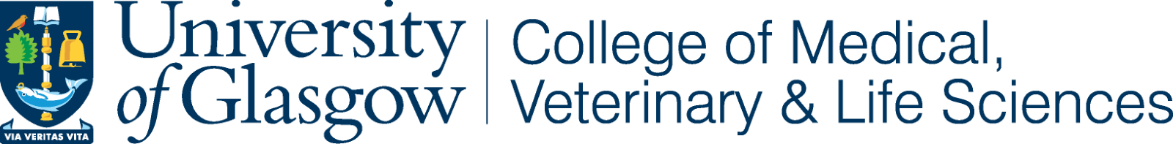 University
of Glasgow
College of Medical,
Veterinary & Life Sciences
VIA VERITAS VITA